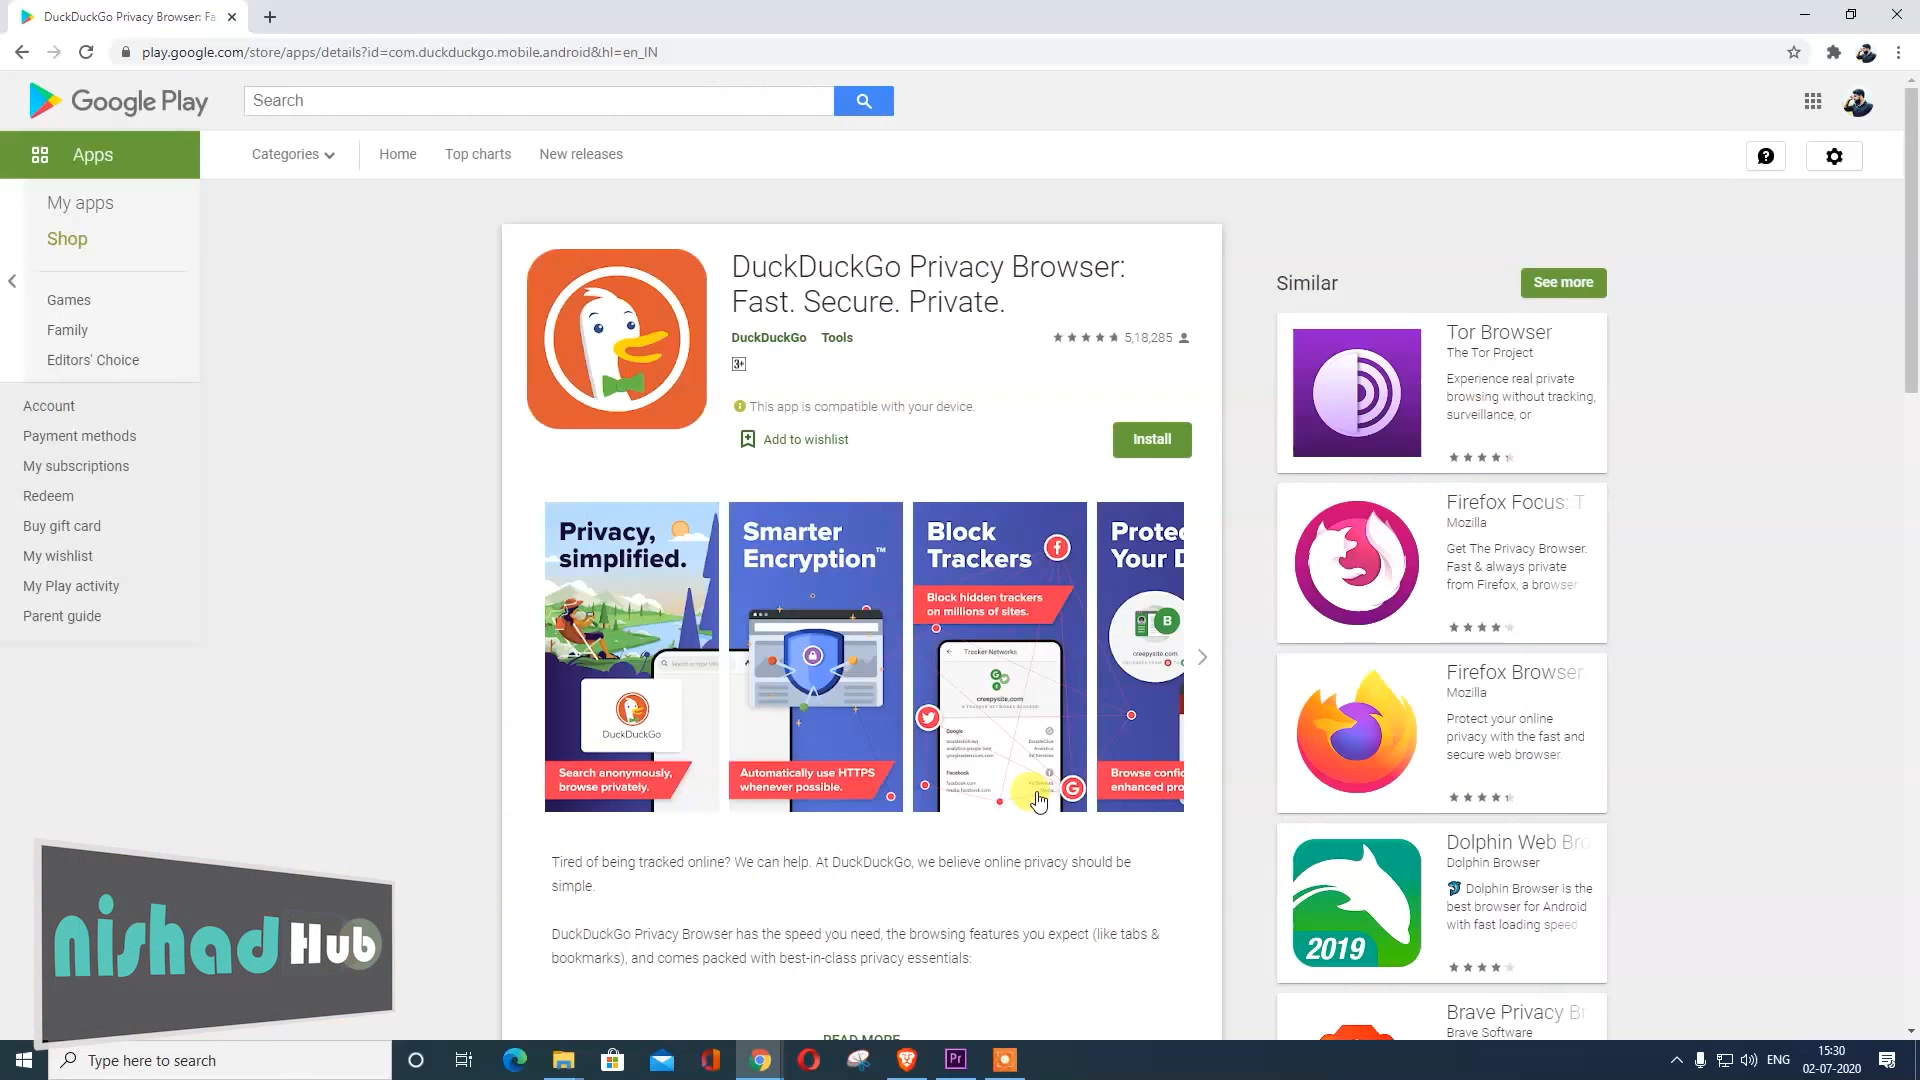 DuckDuckGo Privacy Browser: Fa
play.google.com/store/apps/details?id=com.duckduckgo.mobile.android&hl=en_IN
Google Play
Search
Apps
Categories
Home
Top charts
New releases
My apps
Shop
Games
Family
Editors' Choice
Account
Payment methods
My subscriptions
Redeem
Buy gift card
My wishlist
My Play activity
Parent guide
DuckDuckGo Privacy Browser:
Fast. Secure. Private.
DuckDuckGo Tools
5,18,285
3+
This app is compatible with your device.
Add to wishlist
Install
Privacy,
simplified.
DuckDuckGo
Search anonymously,
browse privately.
Smarter
Encryption™
Automatically use HTTPS
whenever possible.
Block
Trackers
Block hidden trackers
on millions of sites.
Tracker Networks
creepysite.com
Google
Facebook
Prote
Your D
B
creepysite.com
Browse confi
enhanced pro
Tired of being tracked online? We can help. At DuckDuckGo, we believe online privacy should be
simple.
DuckDuckGo Privacy Browser has the speed you need, the browsing features you expect (like tabs &
bookmarks), and comes packed with best-in-class privacy essentials:
READ MORE
Similar
See more
Tor Browser
The Tor Project
Experience real private
browsing without tracking,
surveillance, or
Firefox Focus: T
Mozilla
Get The Privacy Browser.
Fast & always private
from Firefox, a browser
Firefox Browser:
Mozilla
Protect your online
privacy with the fast and
secure web browser.
2019
Dolphin Web Bro
Dolphin Browser
Dolphin Browser is the
best browser for Android
with fast loading speed
Brave Privacy Br
Brave Software
nishad Hub
Type here to search
Pr
ENG
15:30
02-07-2020